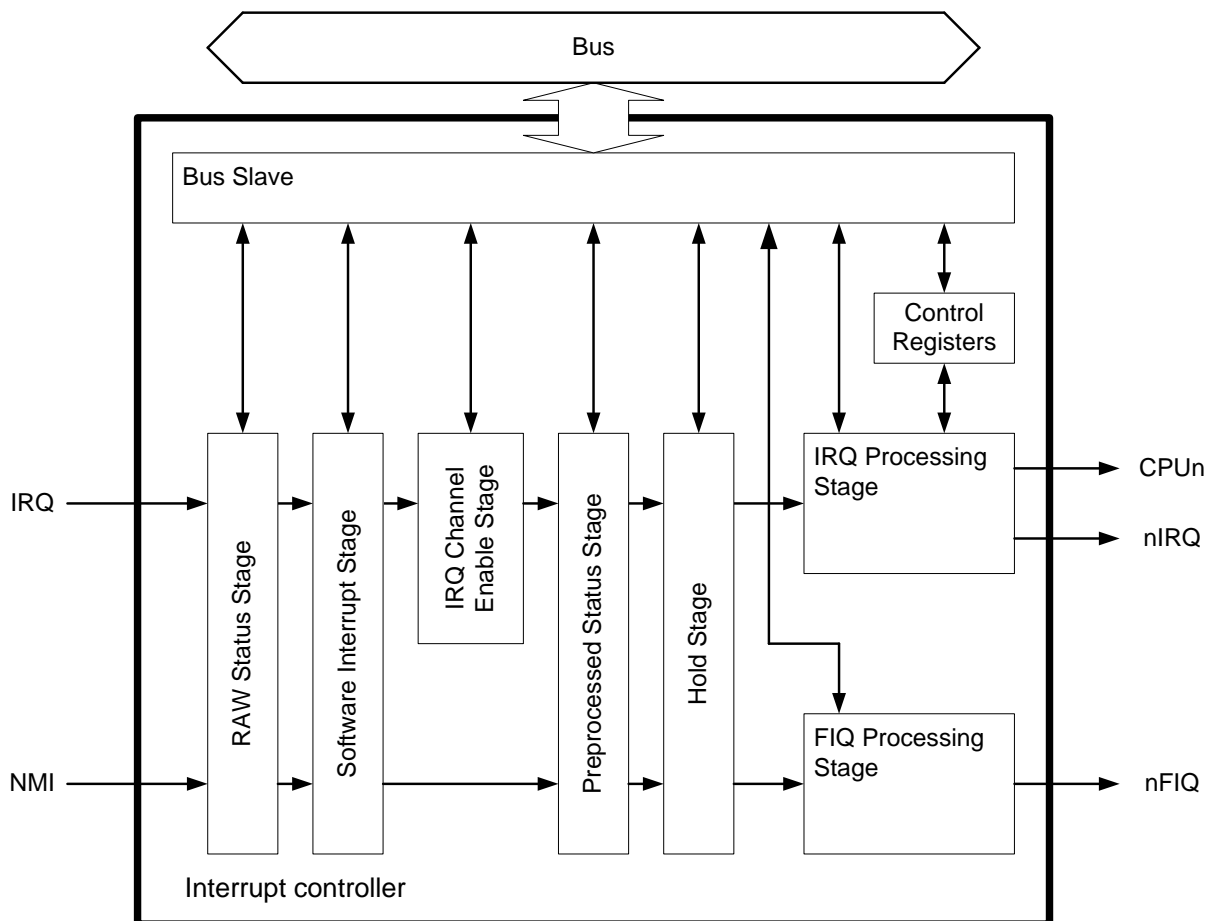 Bus
Bus Slave
Control
Registers
IRQ
RAW Status Stage
Software Interrupt Stage
IRQ Channel
Enable Stage
Preprocessed Status Stage
Hold Stage
IRQ Processing
Stage
CPUn
nIRQ
NMI
FIQ Processing
Stage
nFIQ
Interrupt controller